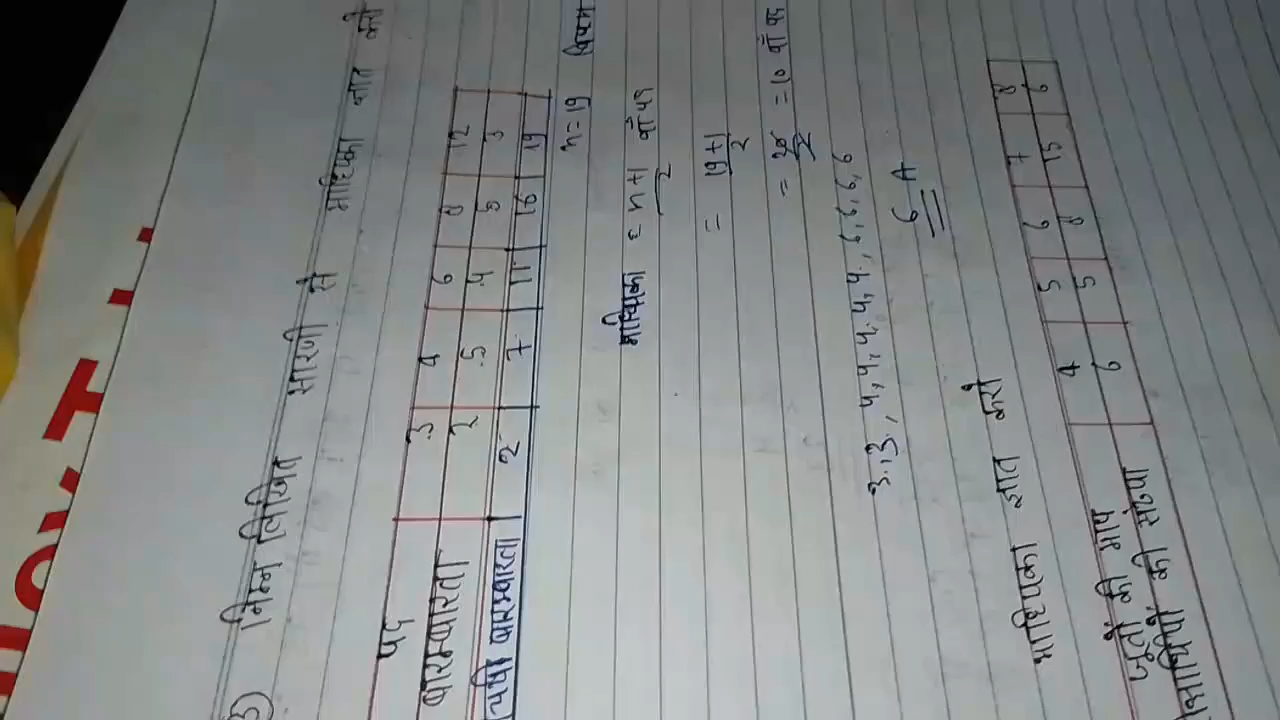 निम्न लिखित सारणी से माध्यिका ज्ञात करो
पद 3 4 6 8 12
बारम्बारता 2 5 4 5 3
संचयी बारम्बारता 2 7 11 16 19
n = 19 विषम
माध्यिका = n+1/2 वाँ पद
= 19+1/2
= 20/2 = 10 वाँ पद
3,3, 4,4,4,4,4, 6,6,6,6
6 A
माध्यिका ज्ञात करो
जूतों की माप 4 5 6 7 8
की संख्या 6 5 8 15 6